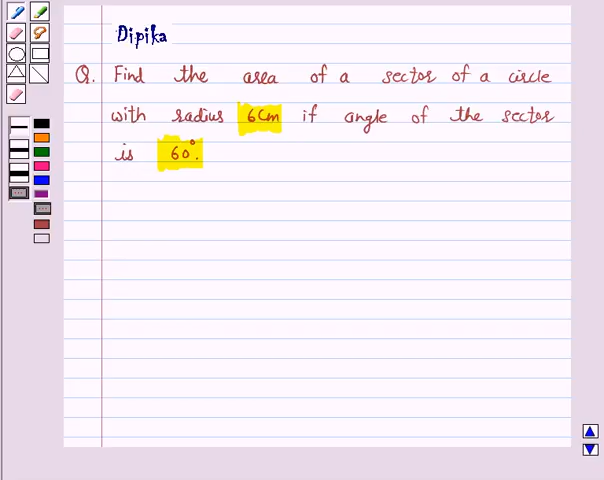 Dipika
Q. Find the area of a sector of a circle
with radius 6cm if angle of the sector
is 60°.